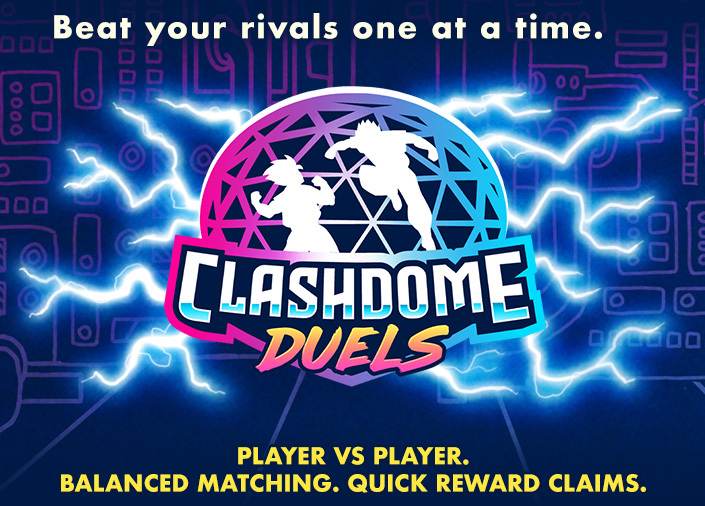 Beat your rivals one at a time.
CLASHDOME
DUELS
PLAYER VS PLAYER.
BALANCED MATCHING. QUICK REWARD CLAIMS.